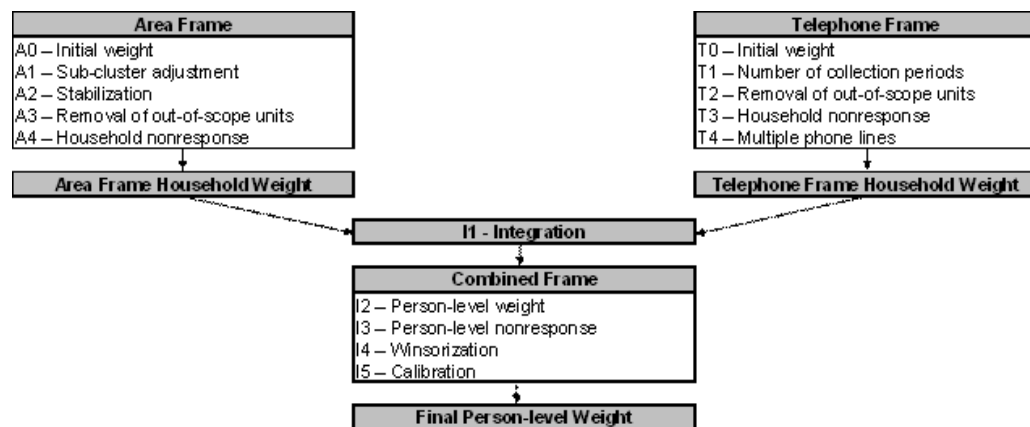 Area Frame
A0 – Initial weight
A1 – Sub-cluster adjustment
A2 – Stabilization
A3 – Removal of out-of-scope units
A4 – Household nonresponse
Area Frame Household Weight
Telephone Frame
T0 – Initial weight
T1 – Number of collection periods
T2 – Removal of out-of-scope units
T3 – Household nonresponse
T4 – Multiple phone lines
Telephone Frame Household Weight
I1 - Integration
Combined Frame
I2 – Person-level weight
I3 – Person-level nonresponse
I4 – Winsorization
I5 – Calibration
Final Person-level Weight